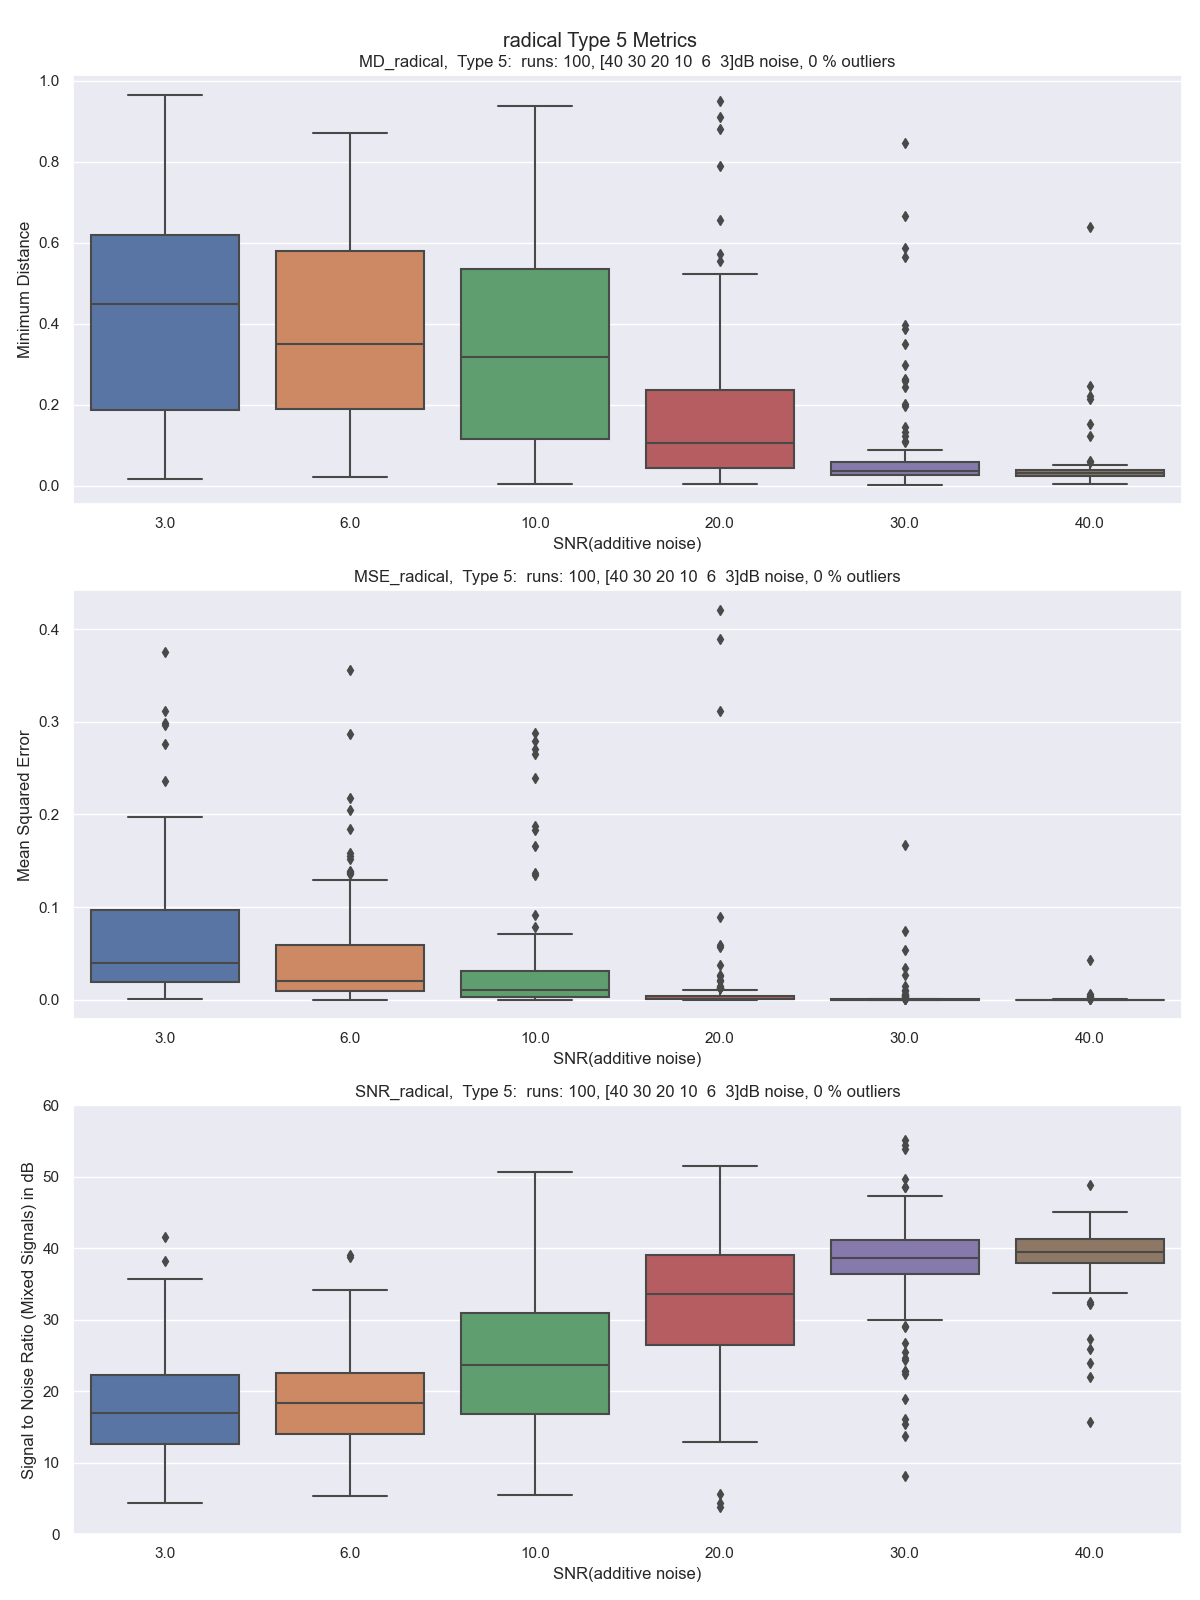 radical Type 5 Metrics
MD_radical,  Type 5:  runs: 100, [40 30 20 10  6  3]dB noise, 0 % outliers
1.0
0.8
0.6
0.4
0.2
0.0
Minimum Distance
3.0 6.0 10.0 20.0 30.0 40.0
SNR(additive noise)
MSE_radical,  Type 5:  runs: 100, [40 30 20 10  6  3]dB noise, 0 % outliers
0.4
0.3
0.2
0.1
0.0
Mean Squared Error
3.0 6.0 10.0 20.0 30.0 40.0
SNR(additive noise)
SNR_radical,  Type 5:  runs: 100, [40 30 20 10  6  3]dB noise, 0 % outliers
60
50
40
30
20
10
0
Signal to Noise Ratio (Mixed Signals) in dB
3.0 6.0 10.0 20.0 30.0 40.0
SNR(additive noise)